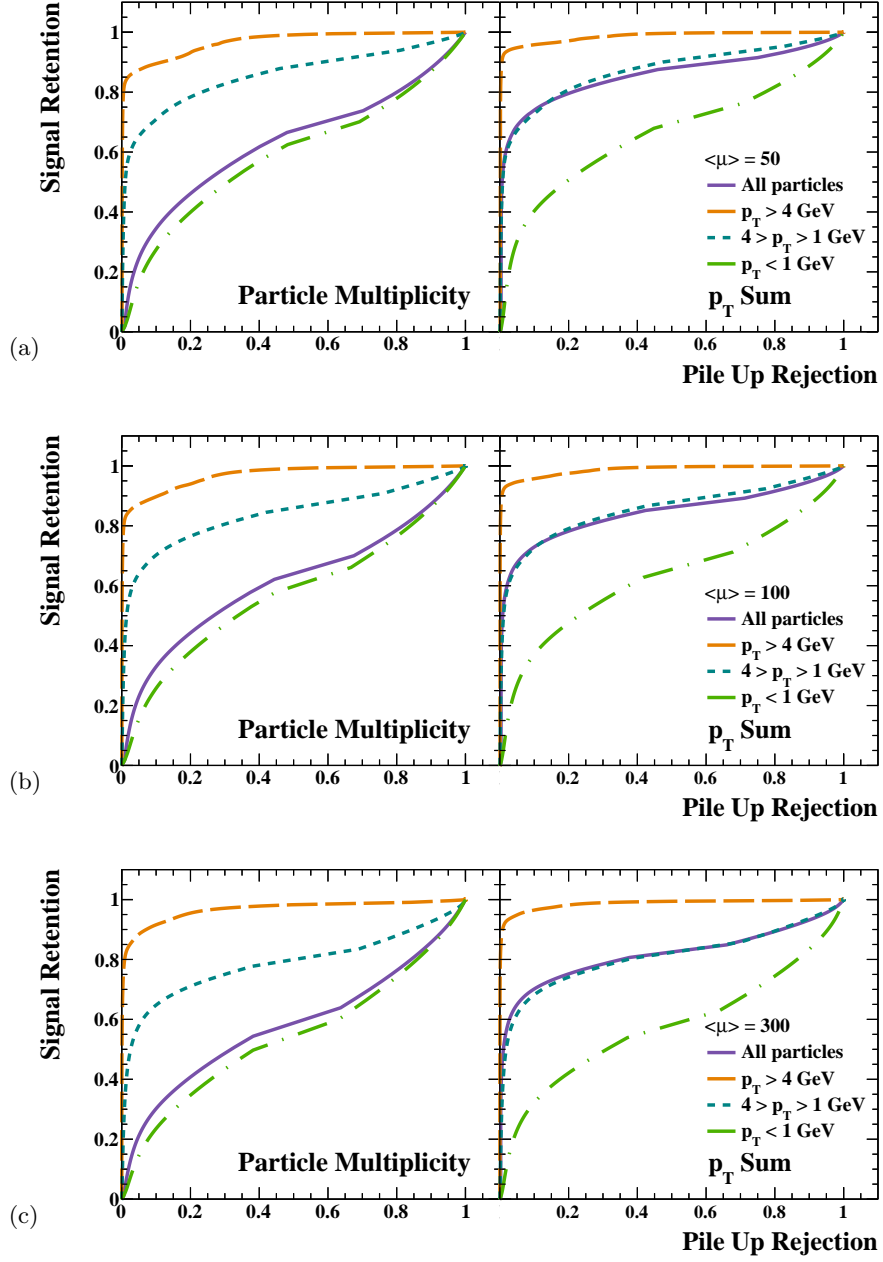 Signal Retention
1
0.8
0.6
0.4
0.2
0
0 0.2 0.4 0.6 0.8 1
Particle Multiplicity
<μ> = 50
All particles
p_T > 4 GeV
4 > p_T > 1 GeV
p_T < 1 GeV
p_T Sum
0.2 0.4 0.6 0.8 1
Pile Up Rejection
(a)
Signal Retention
1
0.8
0.6
0.4
0.2
0
0 0.2 0.4 0.6 0.8 1
Particle Multiplicity
<μ> = 100
All particles
p_T > 4 GeV
4 > p_T > 1 GeV
p_T < 1 GeV
p_T Sum
0.2 0.4 0.6 0.8 1
Pile Up Rejection
(b)
Signal Retention
1
0.8
0.6
0.4
0.2
0
0 0.2 0.4 0.6 0.8 1
Particle Multiplicity
<μ> = 300
All particles
p_T > 4 GeV
4 > p_T > 1 GeV
p_T < 1 GeV
p_T Sum
0.2 0.4 0.6 0.8 1
Pile Up Rejection
(c)